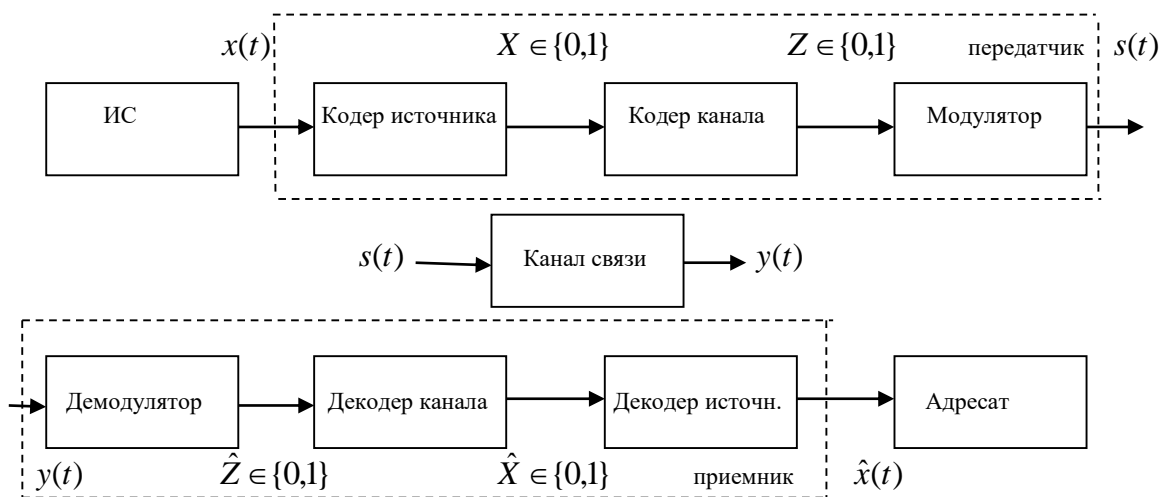 x(t) X ∈ {0,1} Z ∈ {0,1} передатчик s(t)
ИС Кодер источника Кодер канала Модулятор
s(t) Канал связи y(t)
Демодулятор Декодер канала Декодер источн. Адресат
y(t) Ẑ ∈ {0,1} X̂ ∈ {0,1} приемник x̂(t)